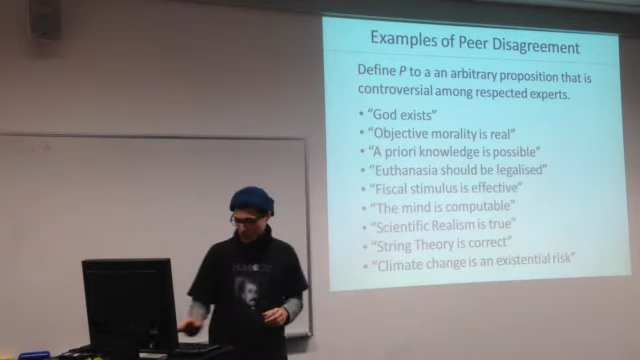 Examples of Peer Disagreement
Define P to a an arbitrary proposition that is
controversial among respected experts.
• "God exists"
• "Objective morality is real"
• "A priori knowledge is possible"
• "Euthanasia should be legalised"
• "Fiscal stimulus is effective"
• "The mind is computable"
• "Scientific Realism is true"
• "String Theory is correct"
• "Climate change is an existential risk"